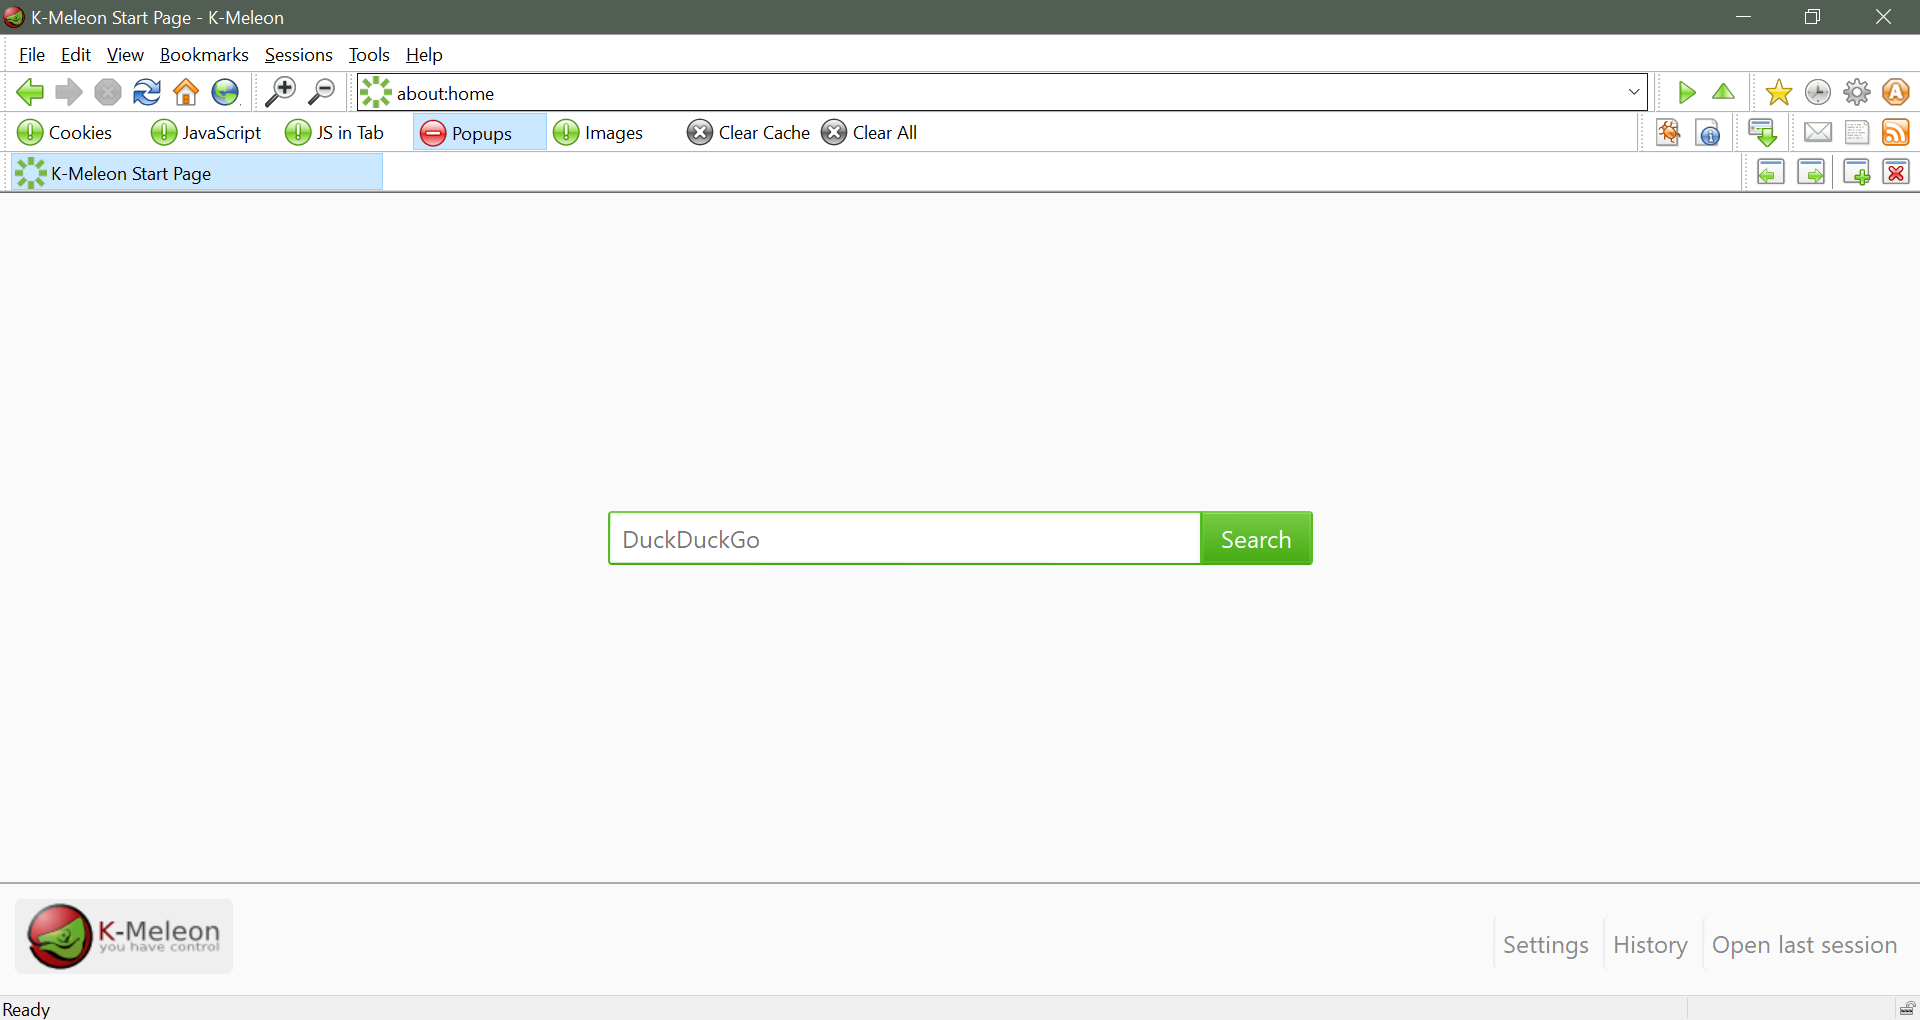 K-Meleon Start Page - K-Meleon
File Edit View Bookmarks Sessions Tools Help
about:home
Cookies JavaScript JS in Tab Popups Images Clear Cache Clear All
K-Meleon Start Page
DuckDuckGo Search
K-Meleon
you have control
Settings History Open last session
Ready